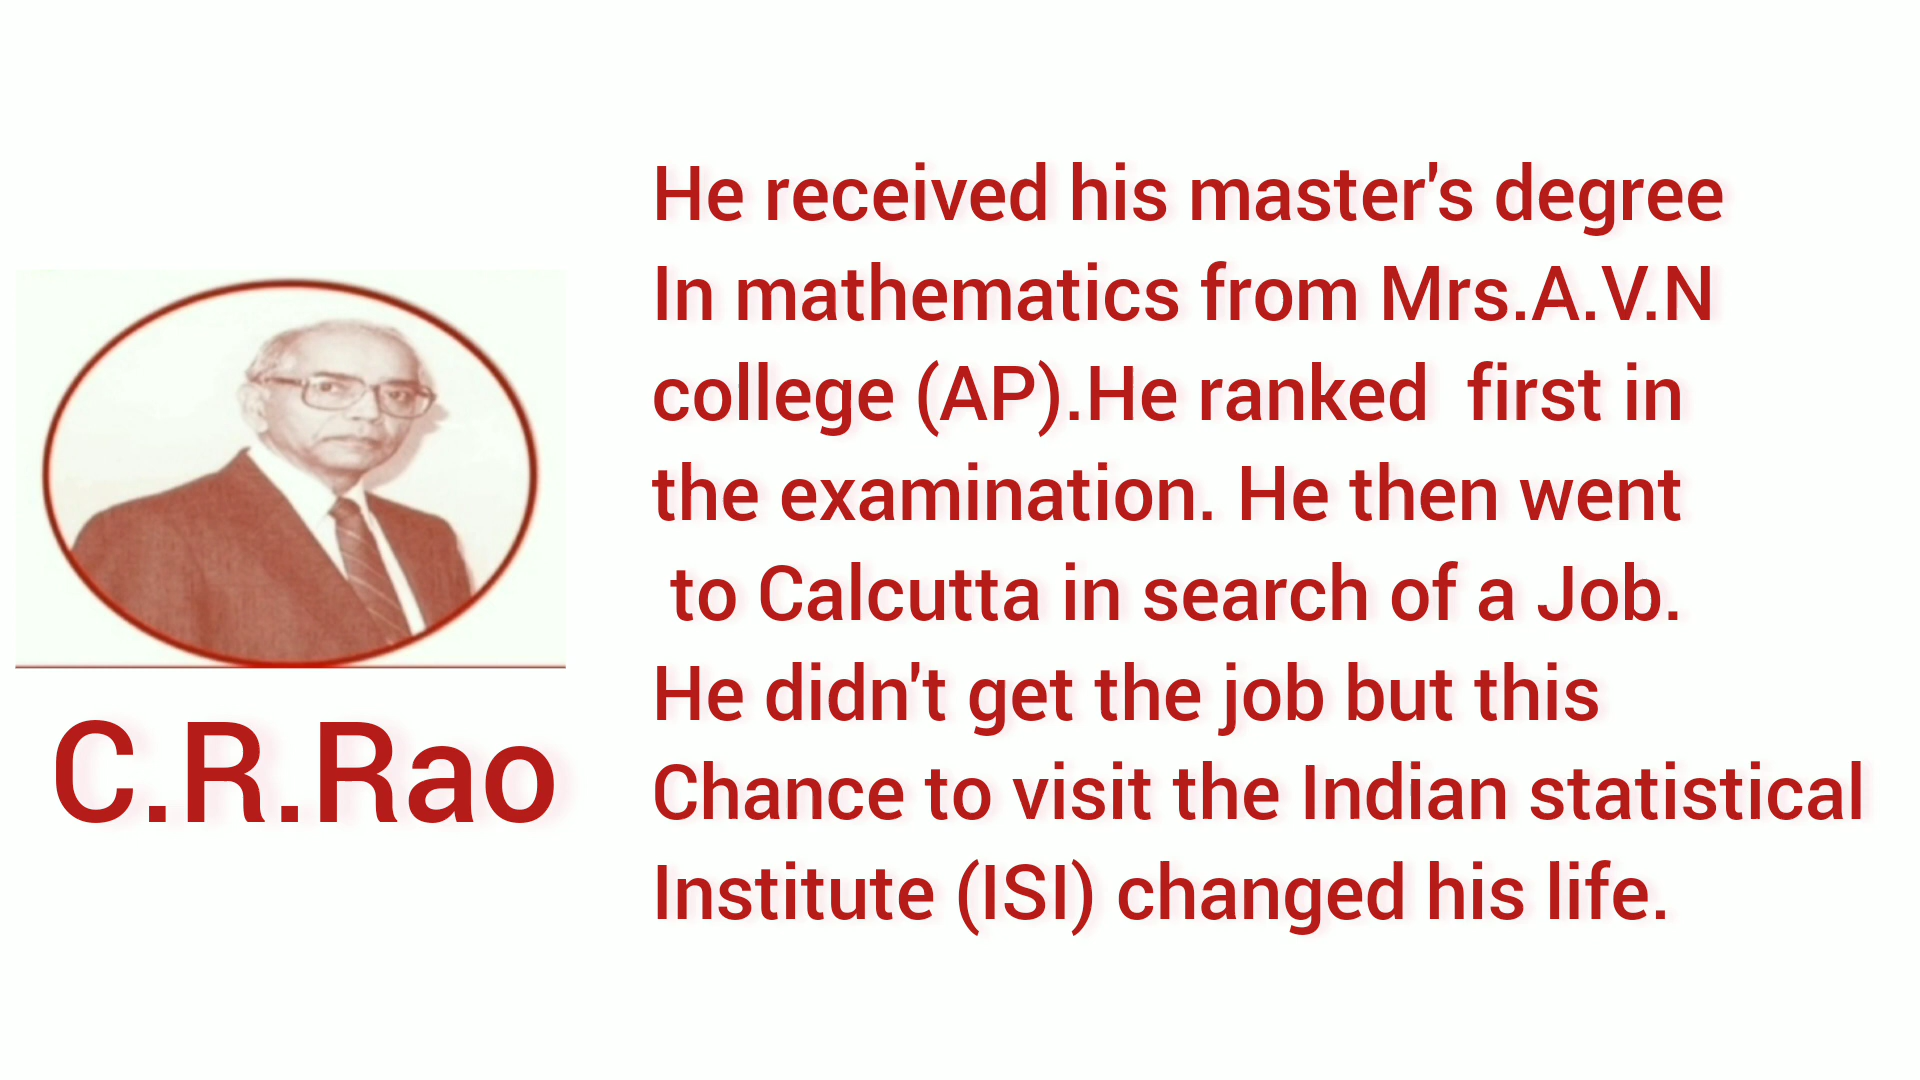 C.R.Rao
He received his master's degree
In mathematics from Mrs.A.V.N
college (AP).He ranked  first in
the examination. He then went
to Calcutta in search of a Job.
He didn't get the job but this
Chance to visit the Indian statistical
Institute (ISI) changed his life.